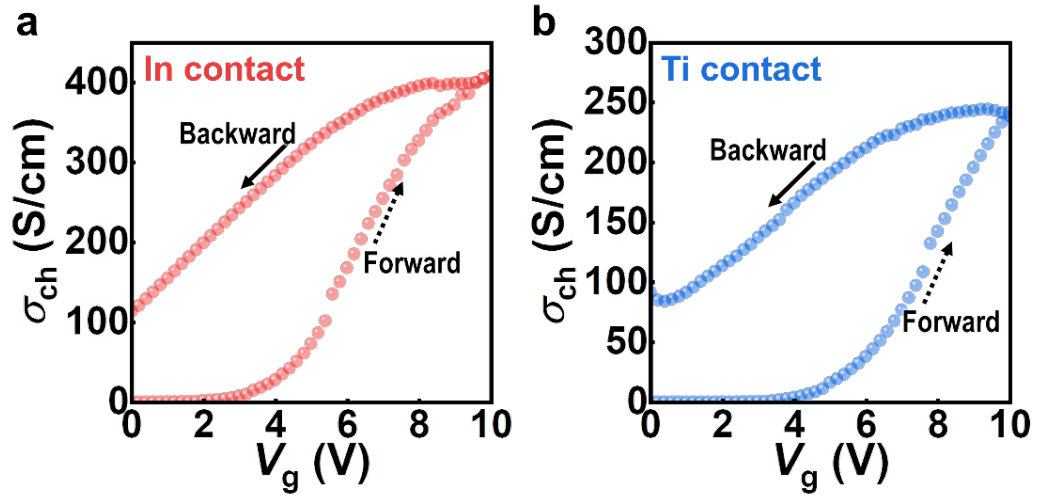 a
In contact
Backward
Forward
σch (S/cm)
400
300
200
100
0
0 2 4 6 8 10
Vg (V)
b
Ti contact
Backward
Forward
σch (S/cm)
300
250
200
150
100
50
0
0 2 4 6 8 10
Vg (V)